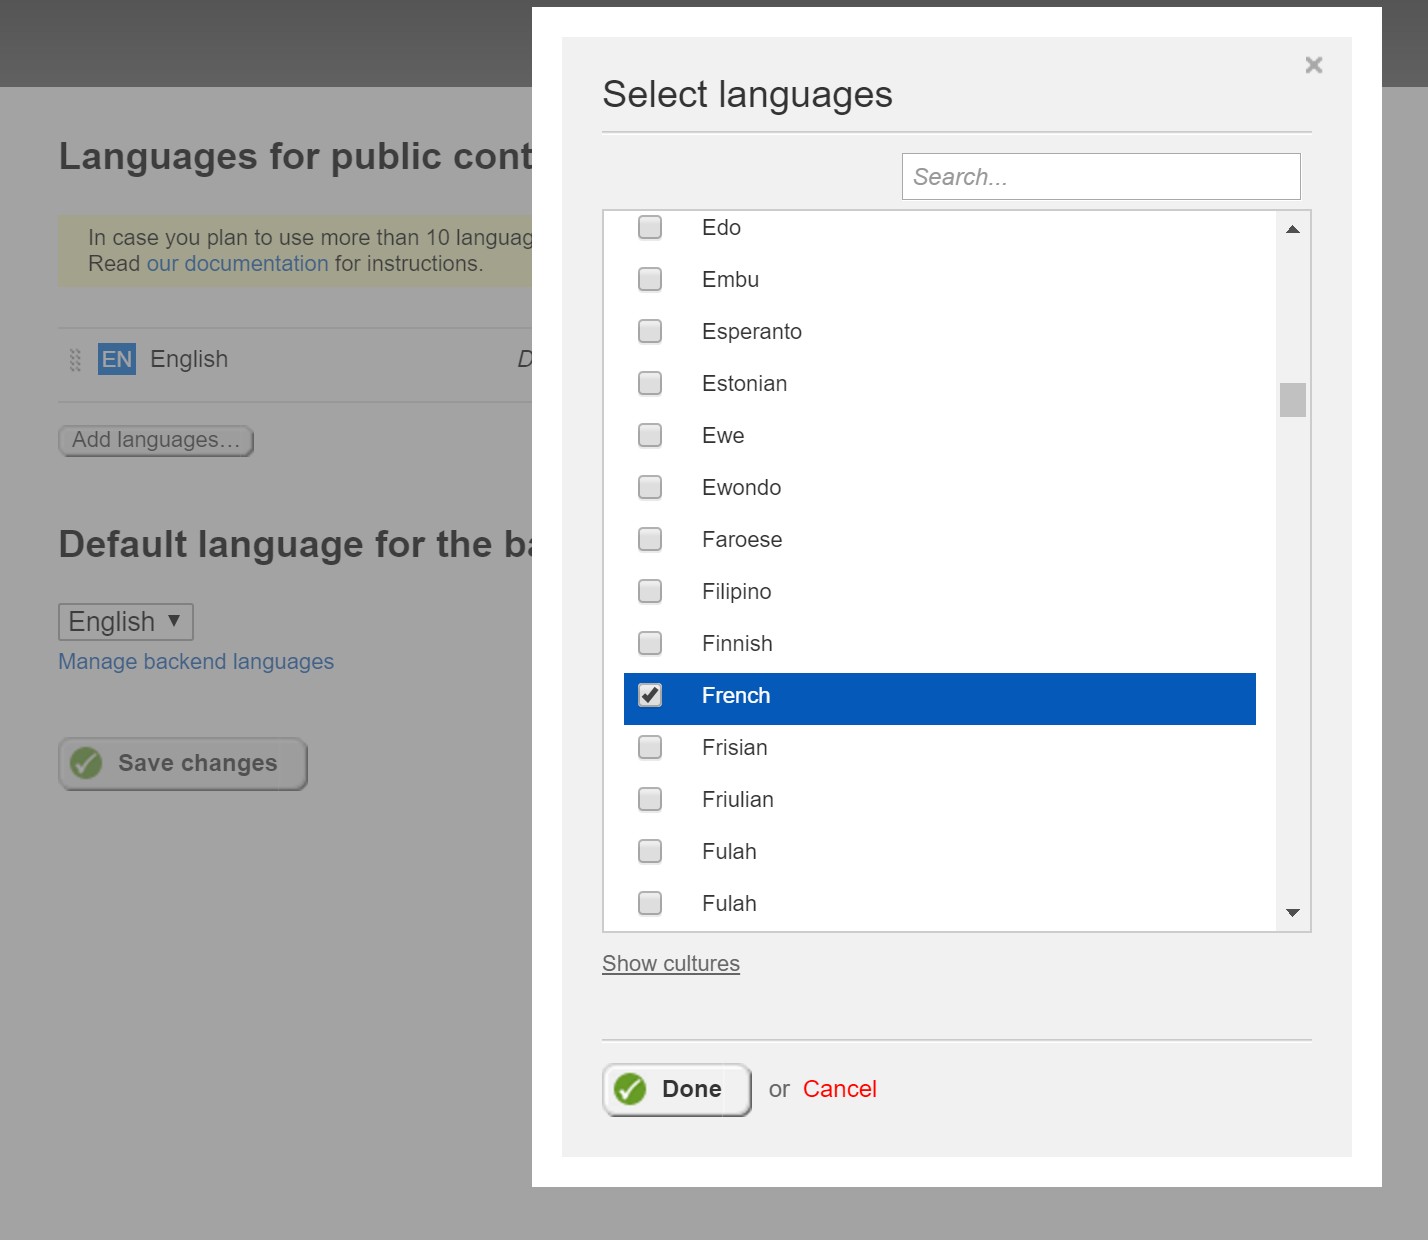 Languages for public cont
In case you plan to use more than 10 languag
Read our documentation for instructions.
EN English D
Add languages...
Default language for the ba
English
Manage backend languages
Save changes
Select languages
Search...
Edo
Embu
Esperanto
Estonian
Ewe
Ewondo
Faroese
Filipino
Finnish
French
Frisian
Friulian
Fulah
Fulah
Show cultures
Done or Cancel